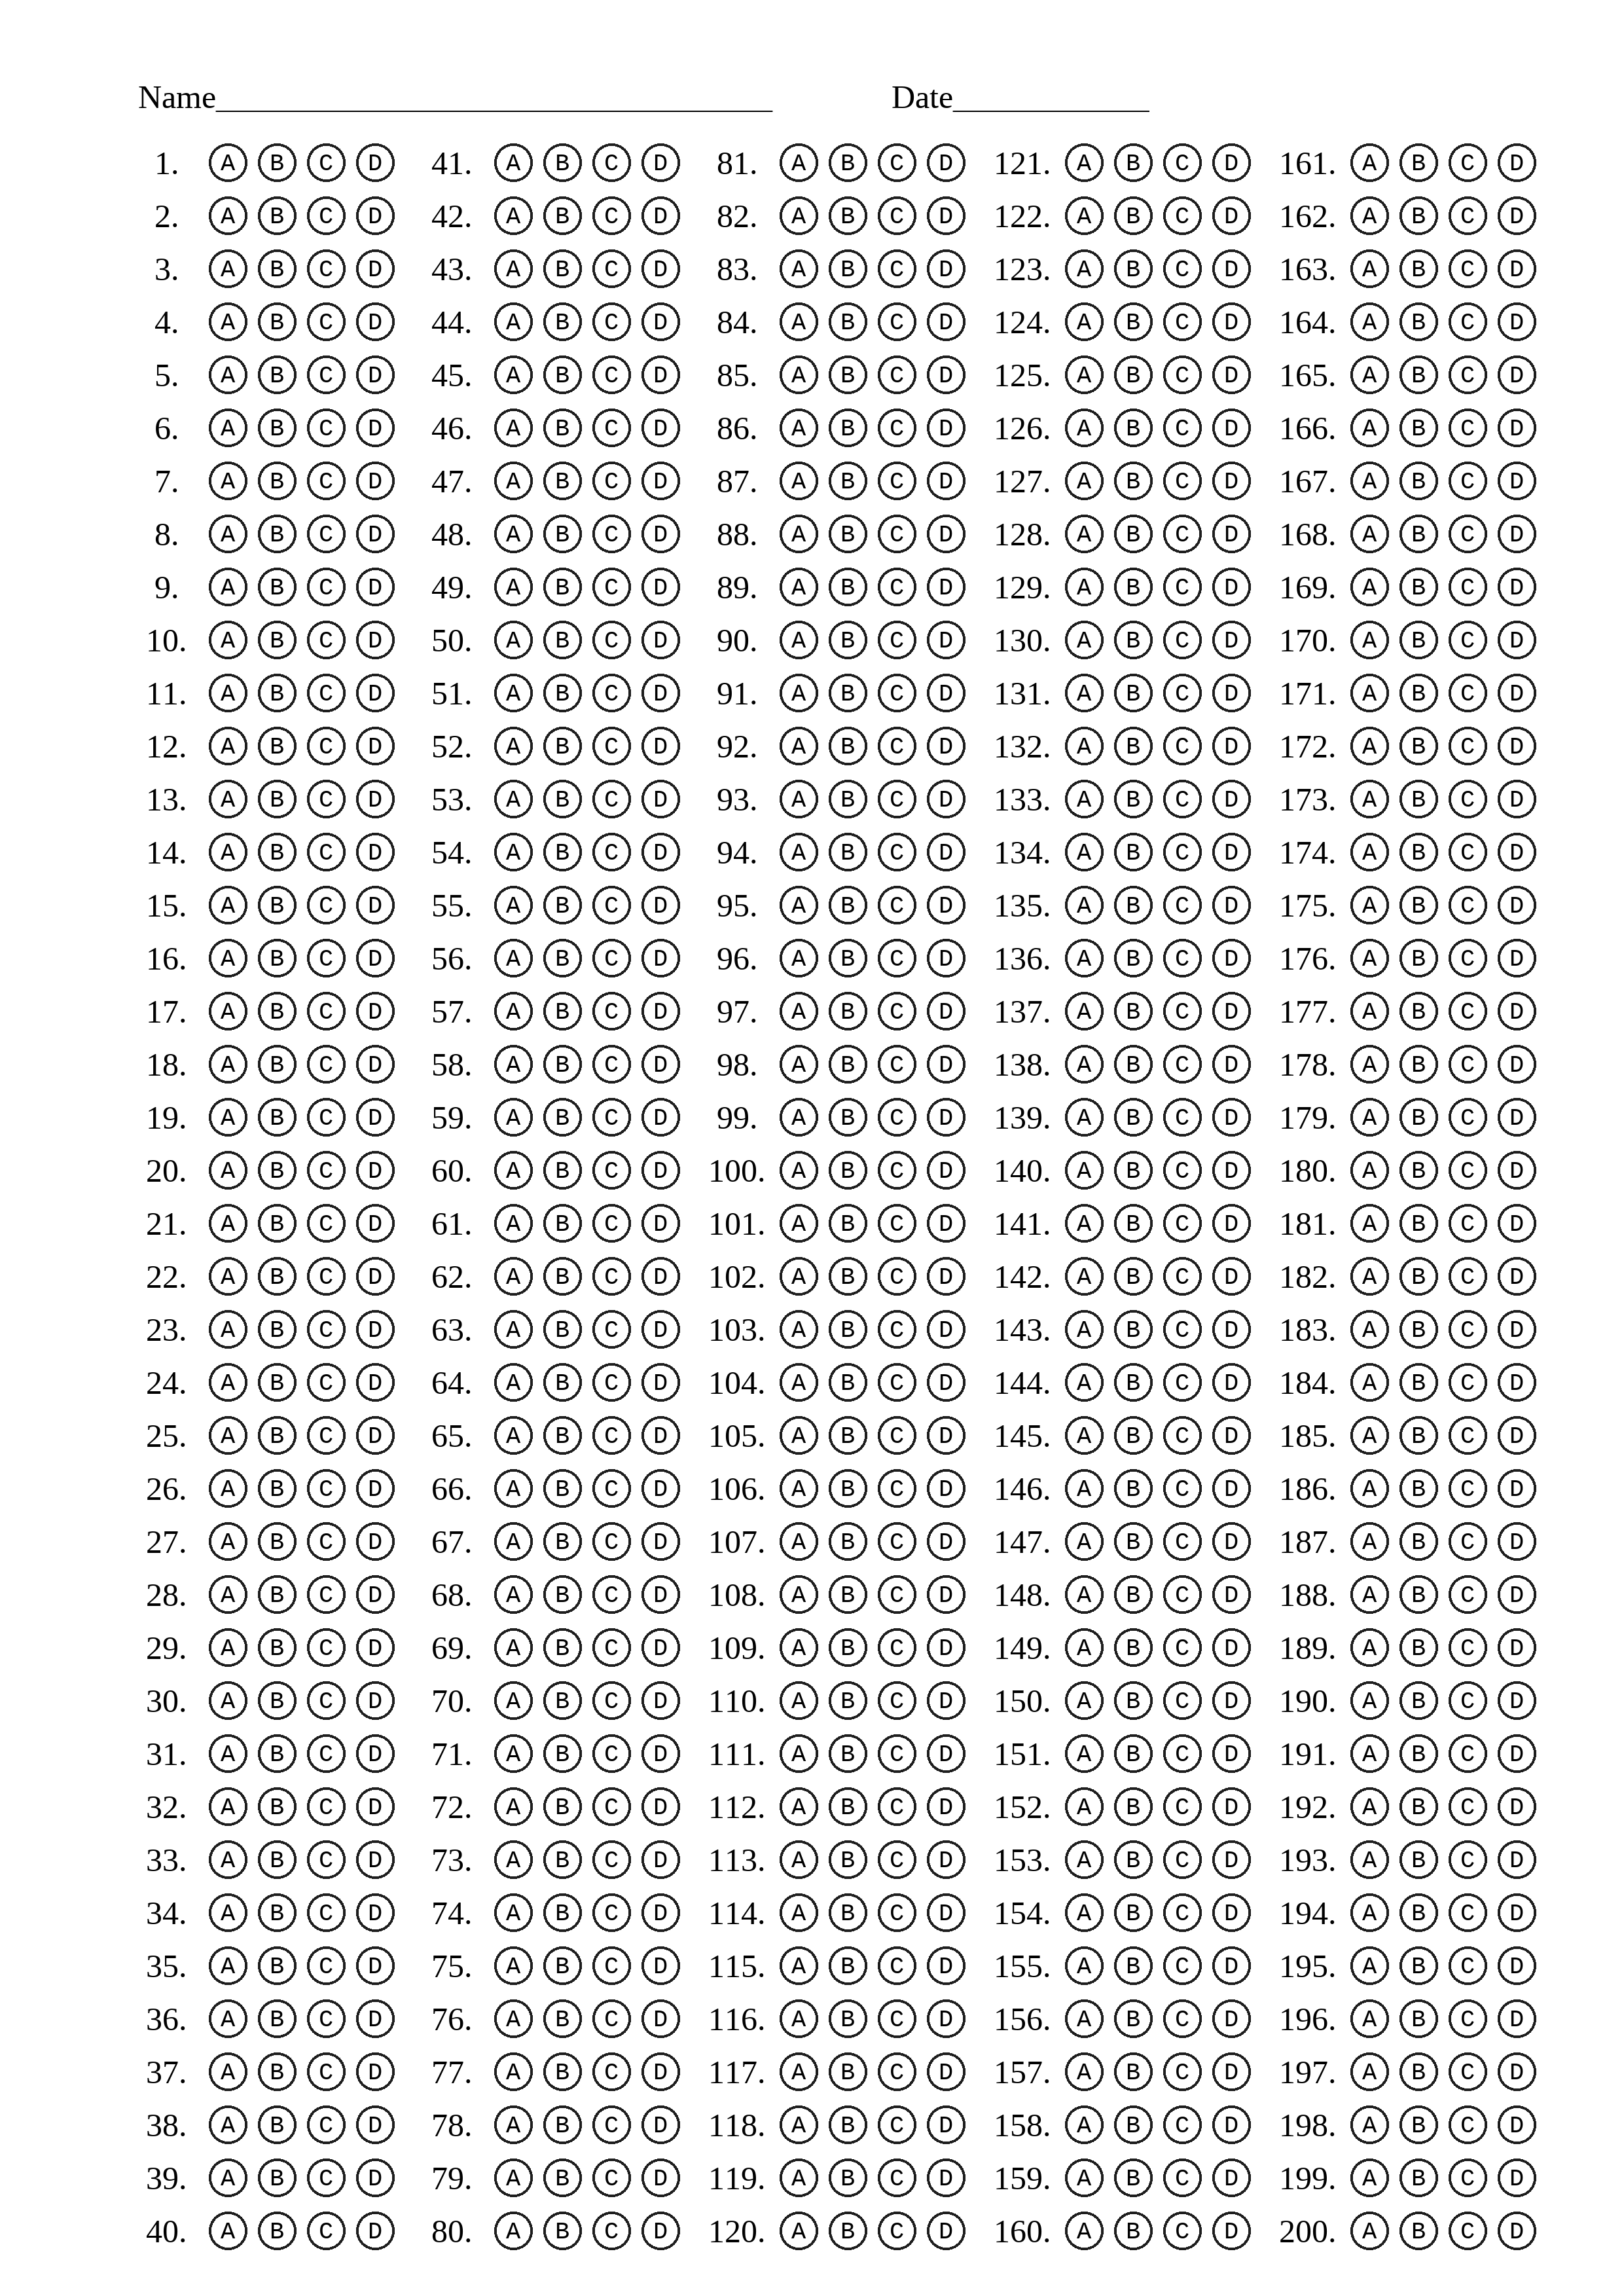 Name__________________________________ Date____________
1. A B C D 41. A B C D 81. A B C D 121. A B C D 161. A B C D
2. A B C D 42. A B C D 82. A B C D 122. A B C D 162. A B C D
3. A B C D 43. A B C D 83. A B C D 123. A B C D 163. A B C D
4. A B C D 44. A B C D 84. A B C D 124. A B C D 164. A B C D
5. A B C D 45. A B C D 85. A B C D 125. A B C D 165. A B C D
6. A B C D 46. A B C D 86. A B C D 126. A B C D 166. A B C D
7. A B C D 47. A B C D 87. A B C D 127. A B C D 167. A B C D
8. A B C D 48. A B C D 88. A B C D 128. A B C D 168. A B C D
9. A B C D 49. A B C D 89. A B C D 129. A B C D 169. A B C D
10. A B C D 50. A B C D 90. A B C D 130. A B C D 170. A B C D
11. A B C D 51. A B C D 91. A B C D 131. A B C D 171. A B C D
12. A B C D 52. A B C D 92. A B C D 132. A B C D 172. A B C D
13. A B C D 53. A B C D 93. A B C D 133. A B C D 173. A B C D
14. A B C D 54. A B C D 94. A B C D 134. A B C D 174. A B C D
15. A B C D 55. A B C D 95. A B C D 135. A B C D 175. A B C D
16. A B C D 56. A B C D 96. A B C D 136. A B C D 176. A B C D
17. A B C D 57. A B C D 97. A B C D 137. A B C D 177. A B C D
18. A B C D 58. A B C D 98. A B C D 138. A B C D 178. A B C D
19. A B C D 59. A B C D 99. A B C D 139. A B C D 179. A B C D
20. A B C D 60. A B C D 100. A B C D 140. A B C D 180. A B C D
21. A B C D 61. A B C D 101. A B C D 141. A B C D 181. A B C D
22. A B C D 62. A B C D 102. A B C D 142. A B C D 182. A B C D
23. A B C D 63. A B C D 103. A B C D 143. A B C D 183. A B C D
24. A B C D 64. A B C D 104. A B C D 144. A B C D 184. A B C D
25. A B C D 65. A B C D 105. A B C D 145. A B C D 185. A B C D
26. A B C D 66. A B C D 106. A B C D 146. A B C D 186. A B C D
27. A B C D 67. A B C D 107. A B C D 147. A B C D 187. A B C D
28. A B C D 68. A B C D 108. A B C D 148. A B C D 188. A B C D
29. A B C D 69. A B C D 109. A B C D 149. A B C D 189. A B C D
30. A B C D 70. A B C D 110. A B C D 150. A B C D 190. A B C D
31. A B C D 71. A B C D 111. A B C D 151. A B C D 191. A B C D
32. A B C D 72. A B C D 112. A B C D 152. A B C D 192. A B C D
33. A B C D 73. A B C D 113. A B C D 153. A B C D 193. A B C D
34. A B C D 74. A B C D 114. A B C D 154. A B C D 194. A B C D
35. A B C D 75. A B C D 115. A B C D 155. A B C D 195. A B C D
36. A B C D 76. A B C D 116. A B C D 156. A B C D 196. A B C D
37. A B C D 77. A B C D 117. A B C D 157. A B C D 197. A B C D
38. A B C D 78. A B C D 118. A B C D 158. A B C D 198. A B C D
39. A B C D 79. A B C D 119. A B C D 159. A B C D 199. A B C D
40. A B C D 80. A B C D 120. A B C D 160. A B C D 200. A B C D